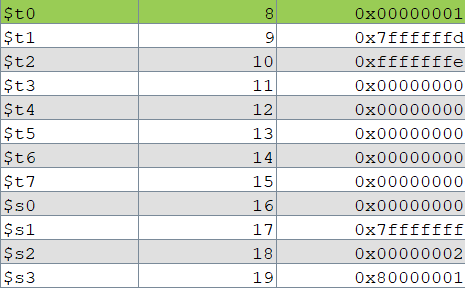 $t0 8 0x00000001
$t1 9 0x7ffffffd
$t2 10 0xfffffffe
$t3 11 0x00000000
$t4 12 0x00000000
$t5 13 0x00000000
$t6 14 0x00000000
$t7 15 0x00000000
$s0 16 0x00000000
$s1 17 0x7fffffff
$s2 18 0x00000002
$s3 19 0x80000001